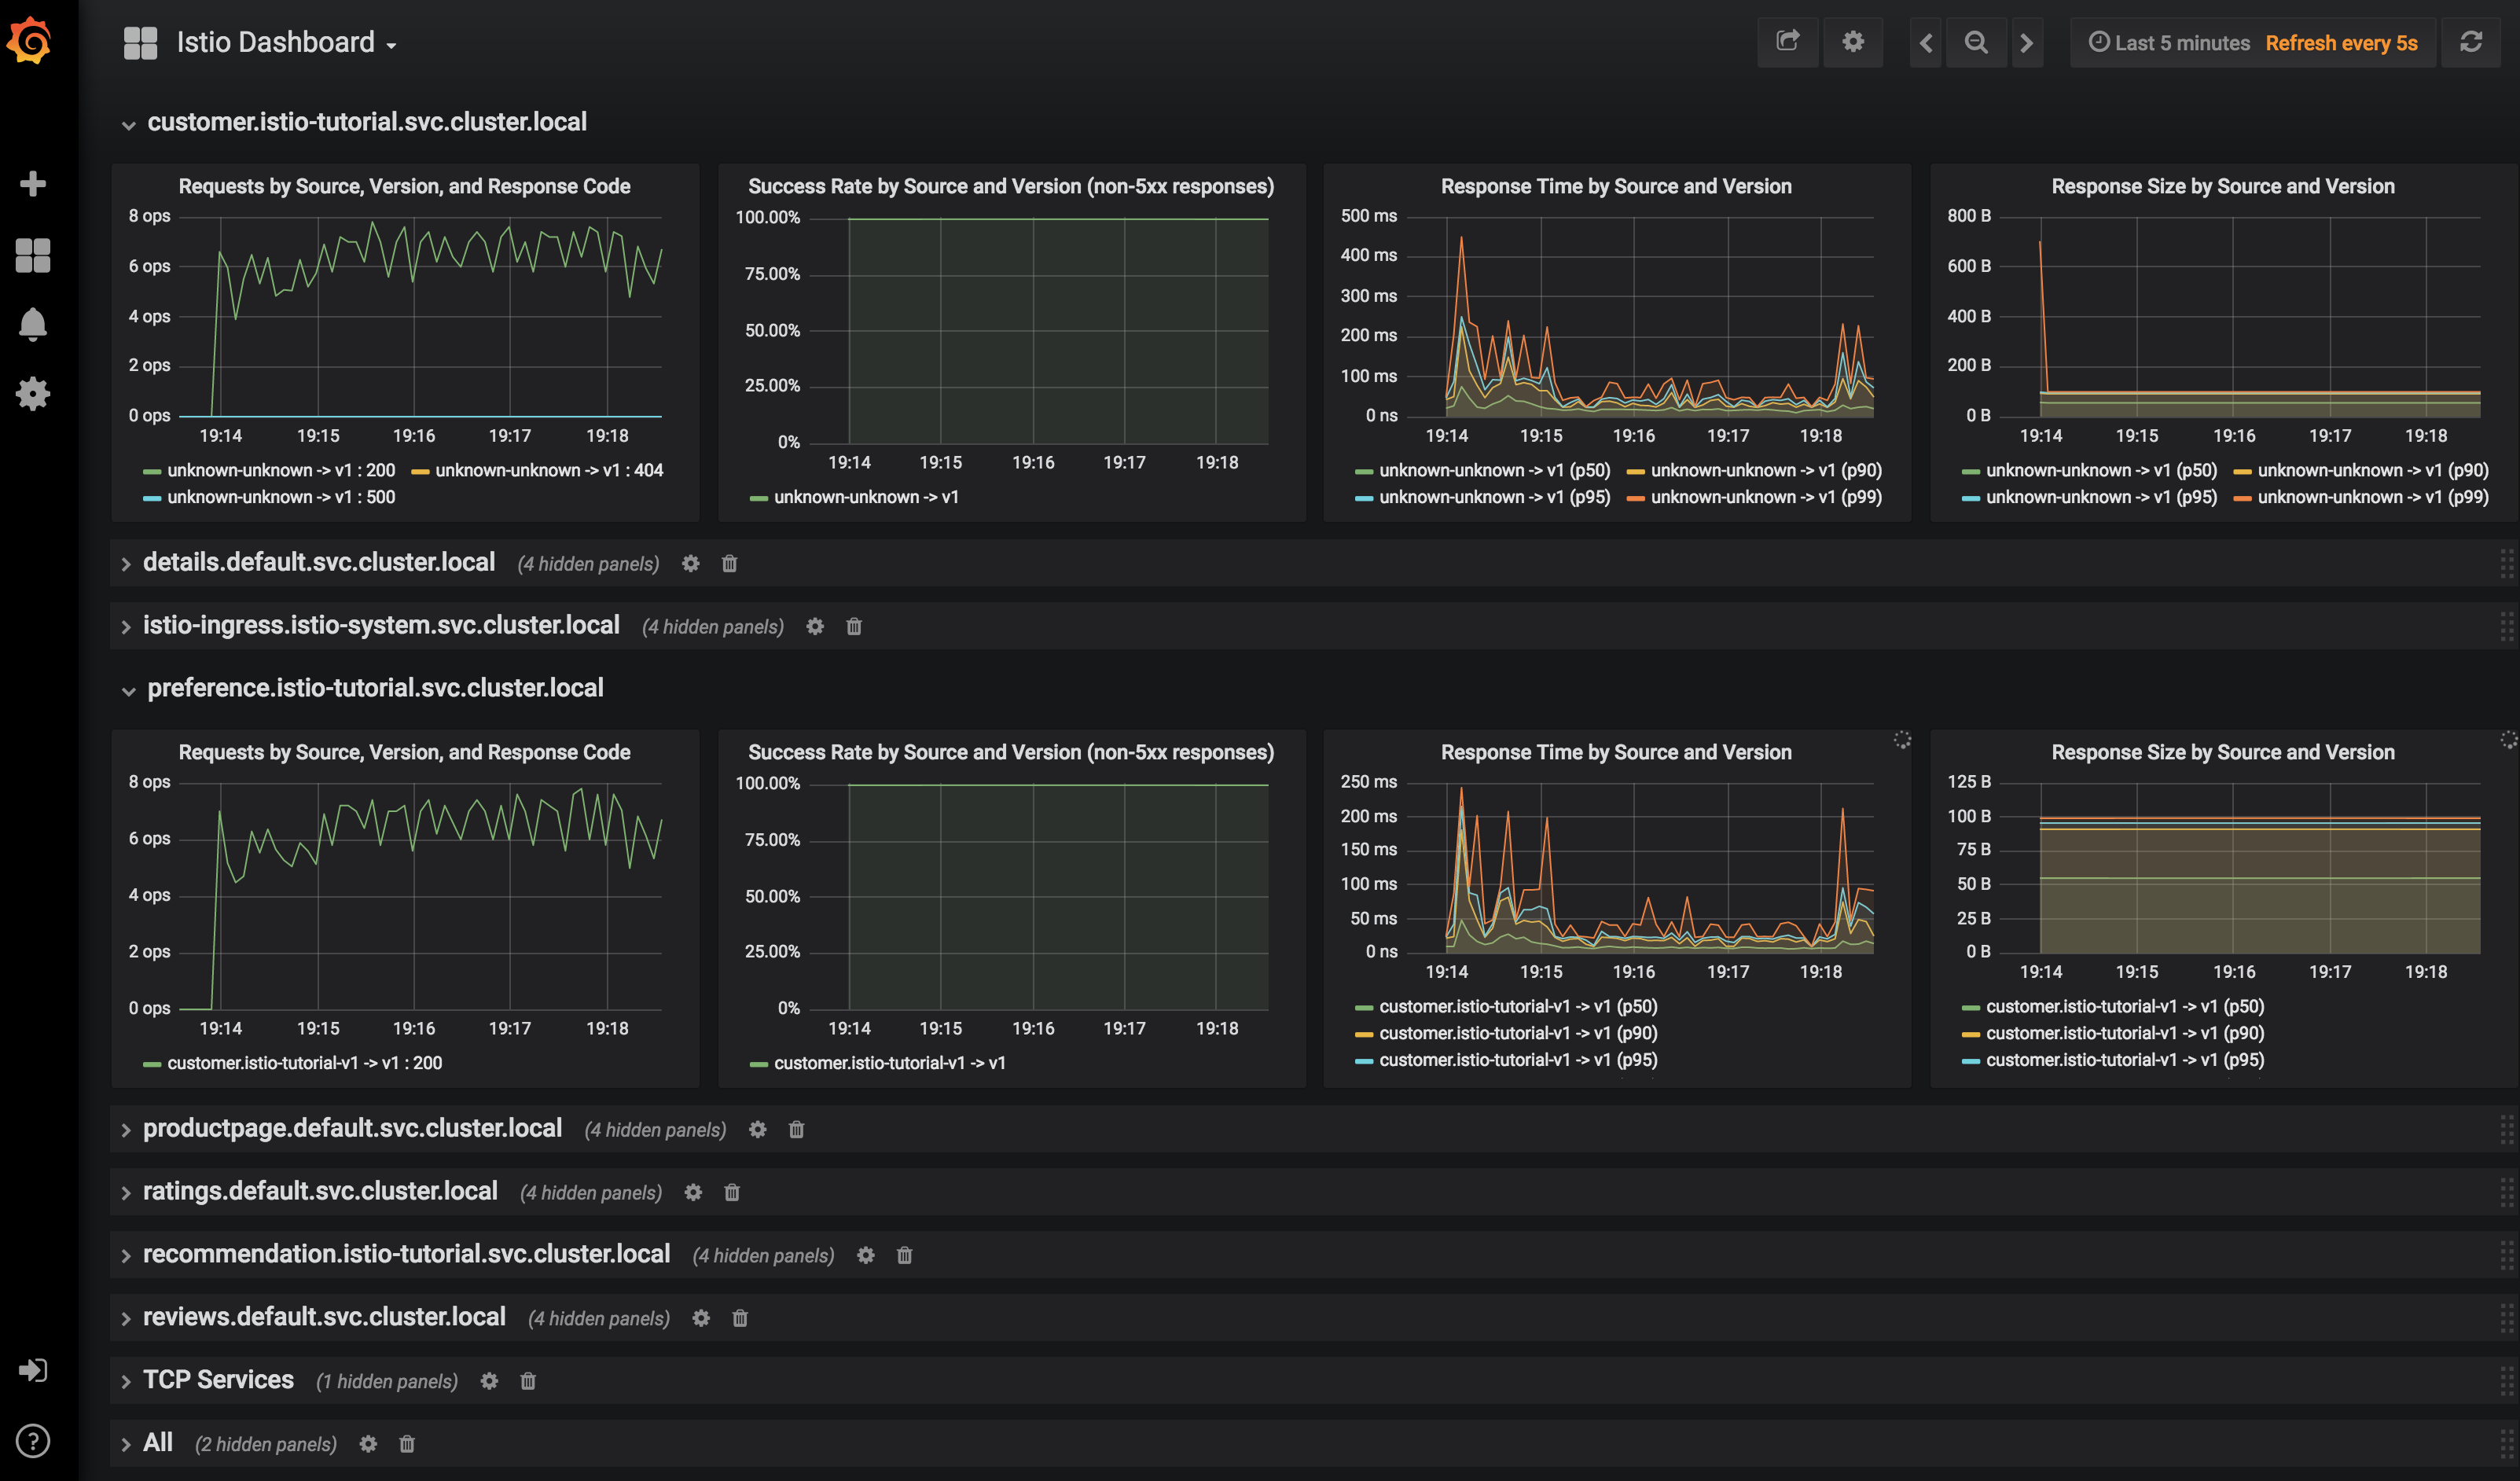 Istio Dashboard
Last 5 minutes Refresh every 5s
customer.istio-tutorial.svc.cluster.local
Requests by Source, Version, and Response Code
8 ops
6 ops
4 ops
2 ops
0 ops
19:14 19:15 19:16 19:17 19:18
unknown-unknown -> v1 : 200 unknown-unknown -> v1 : 404
unknown-unknown -> v1 : 500
Success Rate by Source and Version (non-5xx responses)
100.00%
75.00%
50.00%
25.00%
0%
19:14 19:15 19:16 19:17 19:18
unknown-unknown -> v1
Response Time by Source and Version
500 ms
400 ms
300 ms
200 ms
100 ms
0 ns
19:14 19:15 19:16 19:17 19:18
unknown-unknown -> v1 (p50) unknown-unknown -> v1 (p90)
unknown-unknown -> v1 (p95) unknown-unknown -> v1 (p99)
Response Size by Source and Version
800 B
600 B
400 B
200 B
0 B
19:14 19:15 19:16 19:17 19:18
unknown-unknown -> v1 (p50) unknown-unknown -> v1 (p90)
unknown-unknown -> v1 (p95) unknown-unknown -> v1 (p99)
details.default.svc.cluster.local (4 hidden panels)
istio-ingress.istio-system.svc.cluster.local (4 hidden panels)
preference.istio-tutorial.svc.cluster.local
Requests by Source, Version, and Response Code
8 ops
6 ops
4 ops
2 ops
0 ops
19:14 19:15 19:16 19:17 19:18
customer.istio-tutorial-v1 -> v1 : 200
Success Rate by Source and Version (non-5xx responses)
100.00%
75.00%
50.00%
25.00%
0%
19:14 19:15 19:16 19:17 19:18
customer.istio-tutorial-v1 -> v1
Response Time by Source and Version
250 ms
200 ms
150 ms
100 ms
50 ms
0 ns
19:14 19:15 19:16 19:17 19:18
customer.istio-tutorial-v1 -> v1 (p50)
customer.istio-tutorial-v1 -> v1 (p90)
customer.istio-tutorial-v1 -> v1 (p95)
Response Size by Source and Version
125 B
100 B
75 B
50 B
25 B
0 B
19:14 19:15 19:16 19:17 19:18
customer.istio-tutorial-v1 -> v1 (p50)
customer.istio-tutorial-v1 -> v1 (p90)
customer.istio-tutorial-v1 -> v1 (p95)
productpage.default.svc.cluster.local (4 hidden panels)
ratings.default.svc.cluster.local (4 hidden panels)
recommendation.istio-tutorial.svc.cluster.local (4 hidden panels)
reviews.default.svc.cluster.local (4 hidden panels)
TCP Services (1 hidden panels)
All (2 hidden panels)